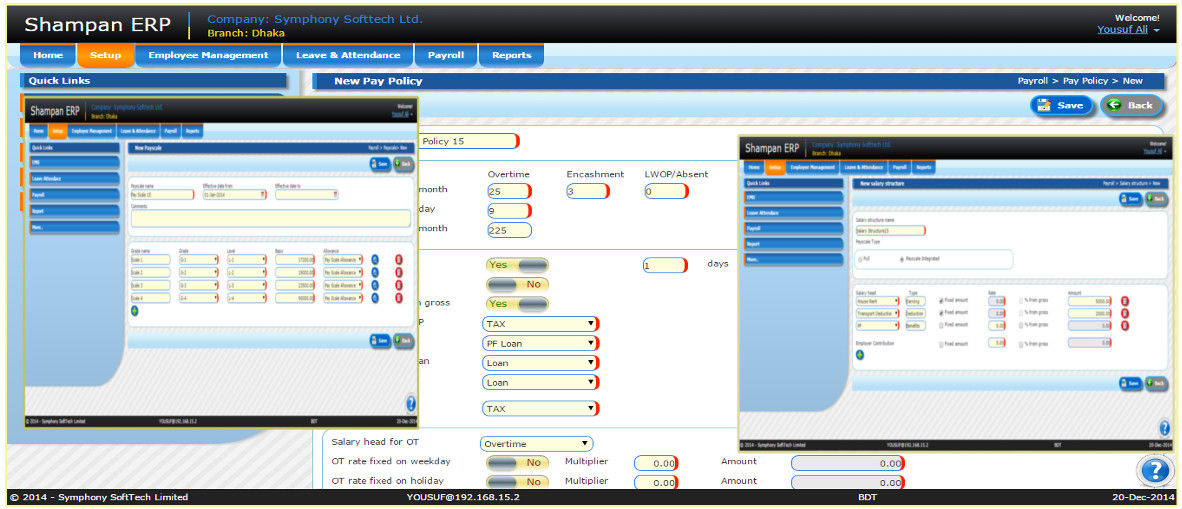 Shampan ERP
Company: Symphony Softtech Ltd.
Branch: Dhaka
Welcome!
Yousuf Ali
Home Setup Employee Management Leave & Attendance Payroll Reports
Quick Links
New Pay Policy
Payroll > Pay Policy > New
Save Back
Policy 15
Overtime Encashment LWOP/Absent
month 25 3 0
day 9
month 225
Yes 1 days
No
gross Yes
TAX
PF Loan
Loan
Loan
TAX
Salary head for OT Overtime
OT rate fixed on weekday No Multiplier 0.00 Amount 0.00
OT rate fixed on holiday No Multiplier 0.00 Amount 0.00
© 2014 - Symphony SoftTech Limited YOUSUF@192.168.15.2 BDT 20-Dec-2014
Shampan ERP
Company: Symphony Softtech Ltd.
Branch: Dhaka
Welcome!
Yousuf Ali
Home Setup Employee Management Leave & Attendance Payroll Reports
Quick Links
New Payscale
Payroll > Payscale > New
Save Back
EMS
Leave Attendance
Payroll
Report
Payscale name Effective date from Effective date to
Pay Scale 15 01-Jan-2014
Comments
Grade name Grade Level Basic Allowance
Scale 1 G-1 L-1 Pay Scale Allowance
Scale 2 G-2 L-2 Pay Scale Allowance
Scale 3 G-3 L-3 Pay Scale Allowance
Scale 4 G-4 L-4 Pay Scale Allowance
Save Back
© 2014 - Symphony SoftTech Limited YOUSUF@192.168.15.2 BDT 20-Dec-2014
Shampan ERP
Company: Symphony Softtech Ltd.
Branch: Dhaka
Welcome!
Yousuf Ali
Home Setup Employee Management Leave & Attendance Payroll Reports
Quick Links
New salary structure
Payroll > Salary structure > New
Save Back
EMS
Leave Attendance
Payroll
Report
Salary structure name
Salary Structure15
Payscale Type
Full Payscale Integrated
Salary head Type Rate Amount
House Rent Earning Fixed amount 0.00 % from gross 5000.00
Transport Deductio Deduction Fixed amount 0.00 % from gross 2000.00
PF Benefits Fixed amount 5.00 % from gross 0.00
Employer Contribution Fixed amount 5.00 % from gross 0.00
Save Back
© 2014 - Symphony SoftTech Limited YOUSUF@192.168.15.2 BDT 20-Dec-2014